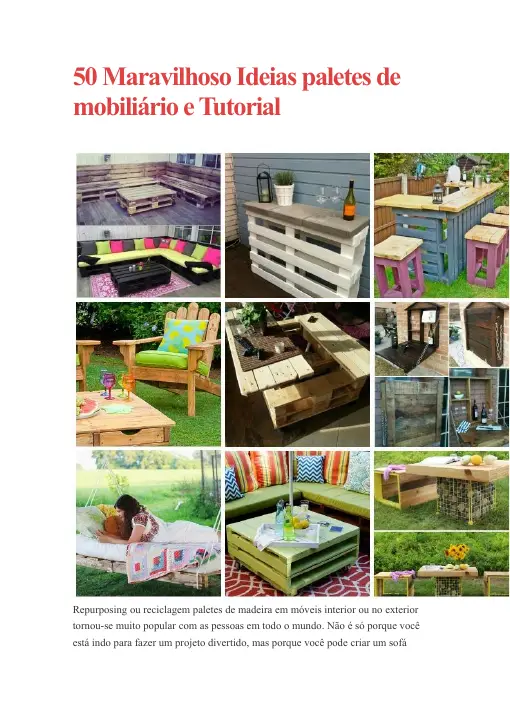 50 Maravilhoso Ideias paletes de
mobiliário e Tutorial
Repurposing ou reciclagem paletes de madeira em móveis interior ou no exterior
tornou-se muito popular com as pessoas em todo o mundo. Não é só porque você
está indo para fazer um projeto divertido, mas porque você pode criar um sofá